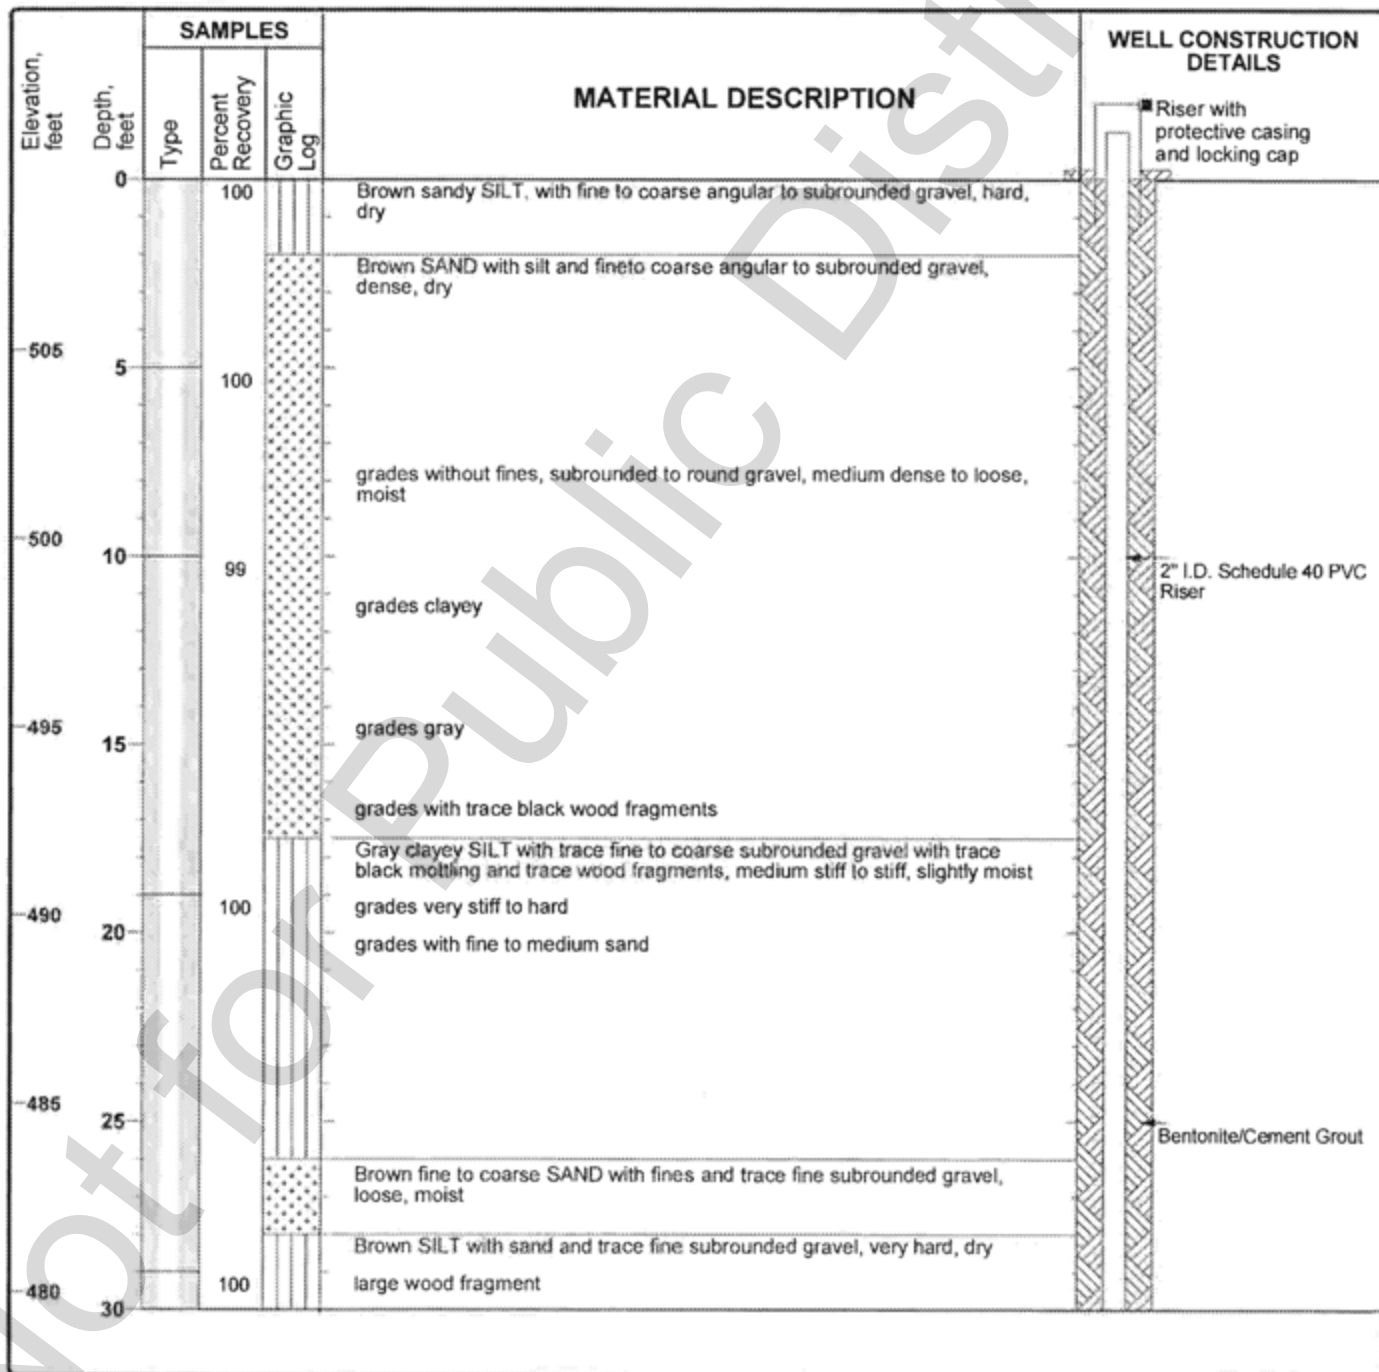 SAMPLES
Elevation,
feet
Depth,
feet
Type
Percent
Recovery
Graphic
Log
MATERIAL DESCRIPTION
WELL CONSTRUCTION
DETAILS
Riser with
protective casing
and locking cap
0
100
Brown sandy SILT, with fine to coarse angular to subrounded gravel, hard,
dry
Brown SAND with silt and fineto coarse angular to subrounded gravel,
dense, dry
505
5
100
grades without fines, subrounded to round gravel, medium dense to loose,
moist
500
10
99
2" I.D. Schedule 40 PVC
Riser
grades clayey
495
grades gray
15
grades with trace black wood fragments
Gray clayey SILT with trace fine to coarse subrounded gravel with trace
black mottling and trace wood fragments, medium stiff to stiff, slightly moist
490
100
grades very stiff to hard
20
grades with fine to medium sand
485
25
Bentonite/Cement Grout
Brown fine to coarse SAND with fines and trace fine subrounded gravel,
loose, moist
Brown SILT with sand and trace fine subrounded gravel, very hard, dry
480
100
large wood fragment
30
Not for Public Distri